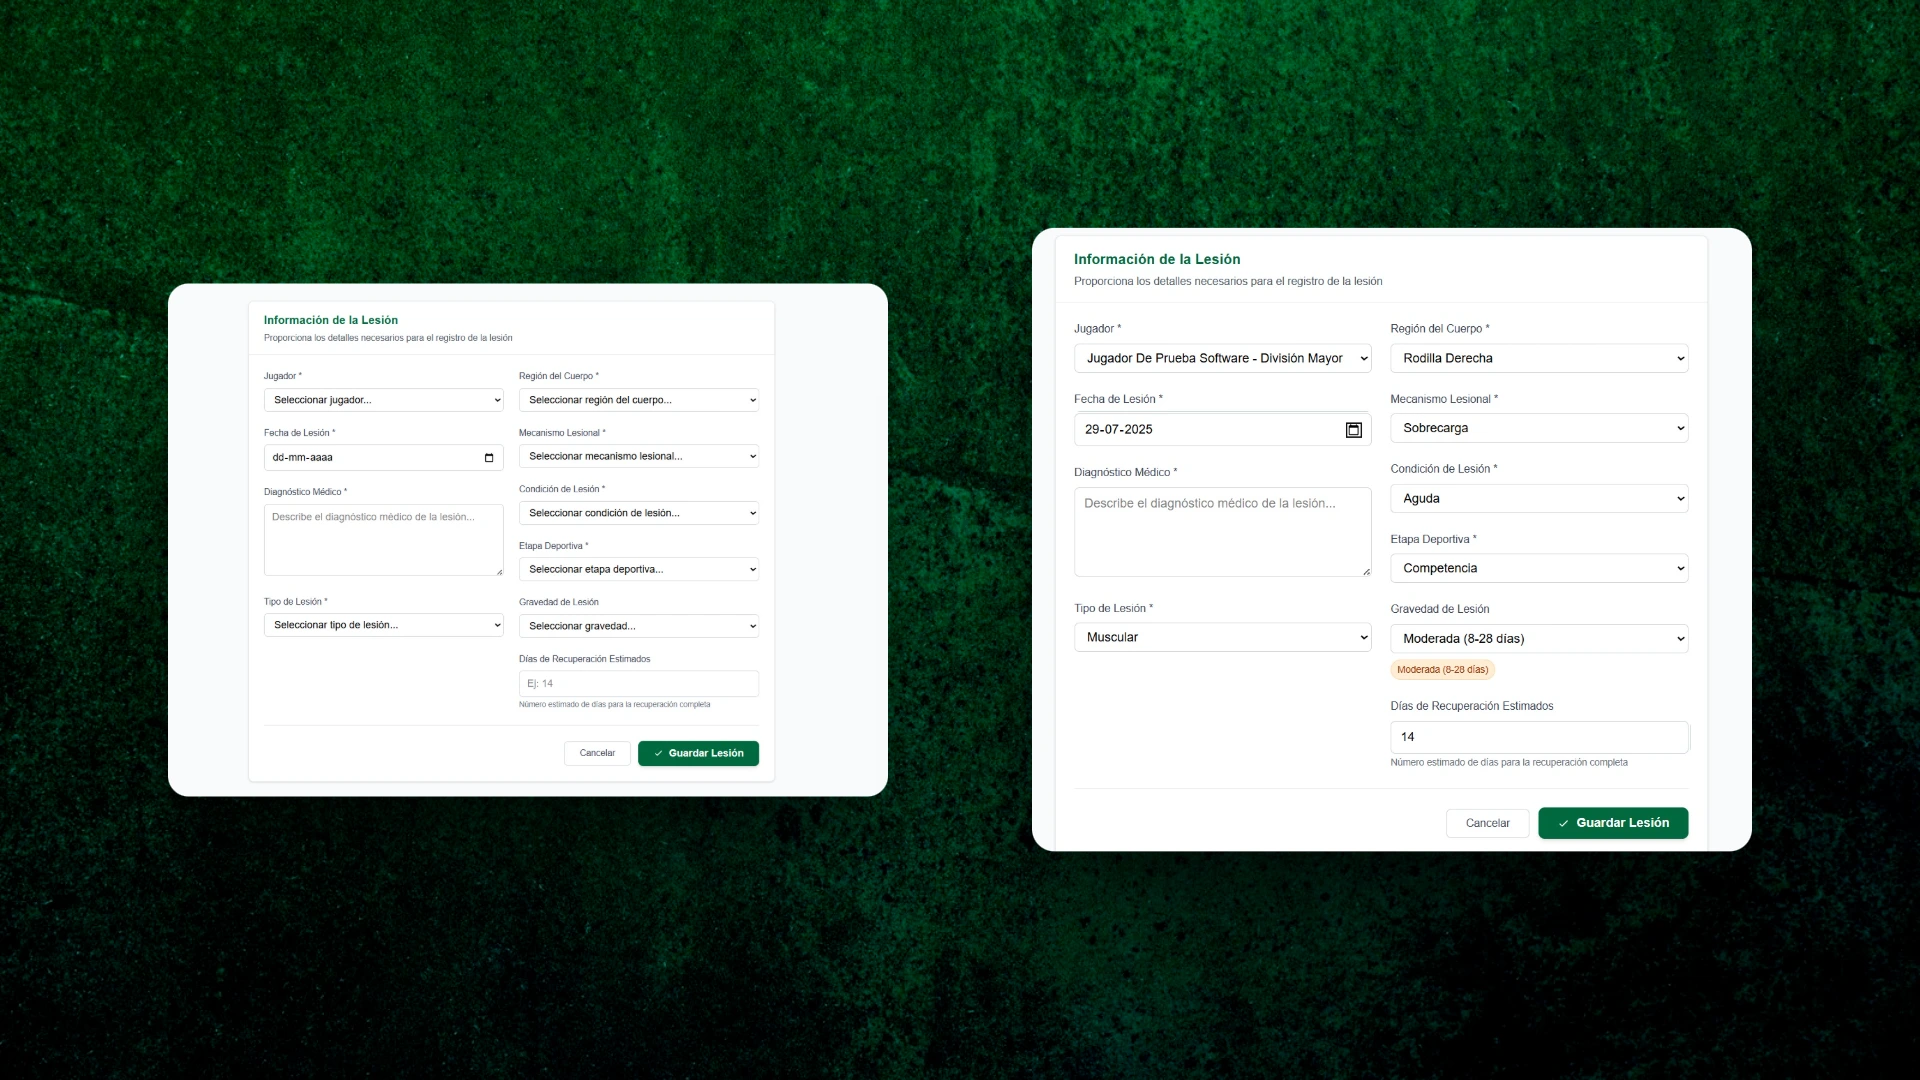 Información de la Lesión
Proporciona los detalles necesarios para el registro de la lesión
Jugador *
Seleccionar jugador...
Fecha de Lesión *
dd-mm-aaaa
Diagnóstico Médico *
Describe el diagnóstico médico de la lesión...
Tipo de Lesión *
Seleccionar tipo de lesión...
Región del Cuerpo *
Seleccionar región del cuerpo...
Mecanismo Lesional *
Seleccionar mecanismo lesional...
Condición de Lesión *
Seleccionar condición de lesión...
Etapa Deportiva *
Seleccionar etapa deportiva...
Gravedad de Lesión
Seleccionar gravedad...
Días de Recuperación Estimados
Ej: 14
Número estimado de días para la recuperación completa
Cancelar
✓ Guardar Lesión
Información de la Lesión
Proporciona los detalles necesarios para el registro de la lesión
Jugador *
Jugador De Prueba Software - División Mayor
Fecha de Lesión *
29-07-2025
Diagnóstico Médico *
Describe el diagnóstico médico de la lesión...
Tipo de Lesión *
Muscular
Región del Cuerpo *
Rodilla Derecha
Mecanismo Lesional *
Sobrecarga
Condición de Lesión *
Aguda
Etapa Deportiva *
Competencia
Gravedad de Lesión
Moderada (8-28 días)
Moderada (8-28 días)
Días de Recuperación Estimados
14
Número estimado de días para la recuperación completa
Cancelar
✓ Guardar Lesión